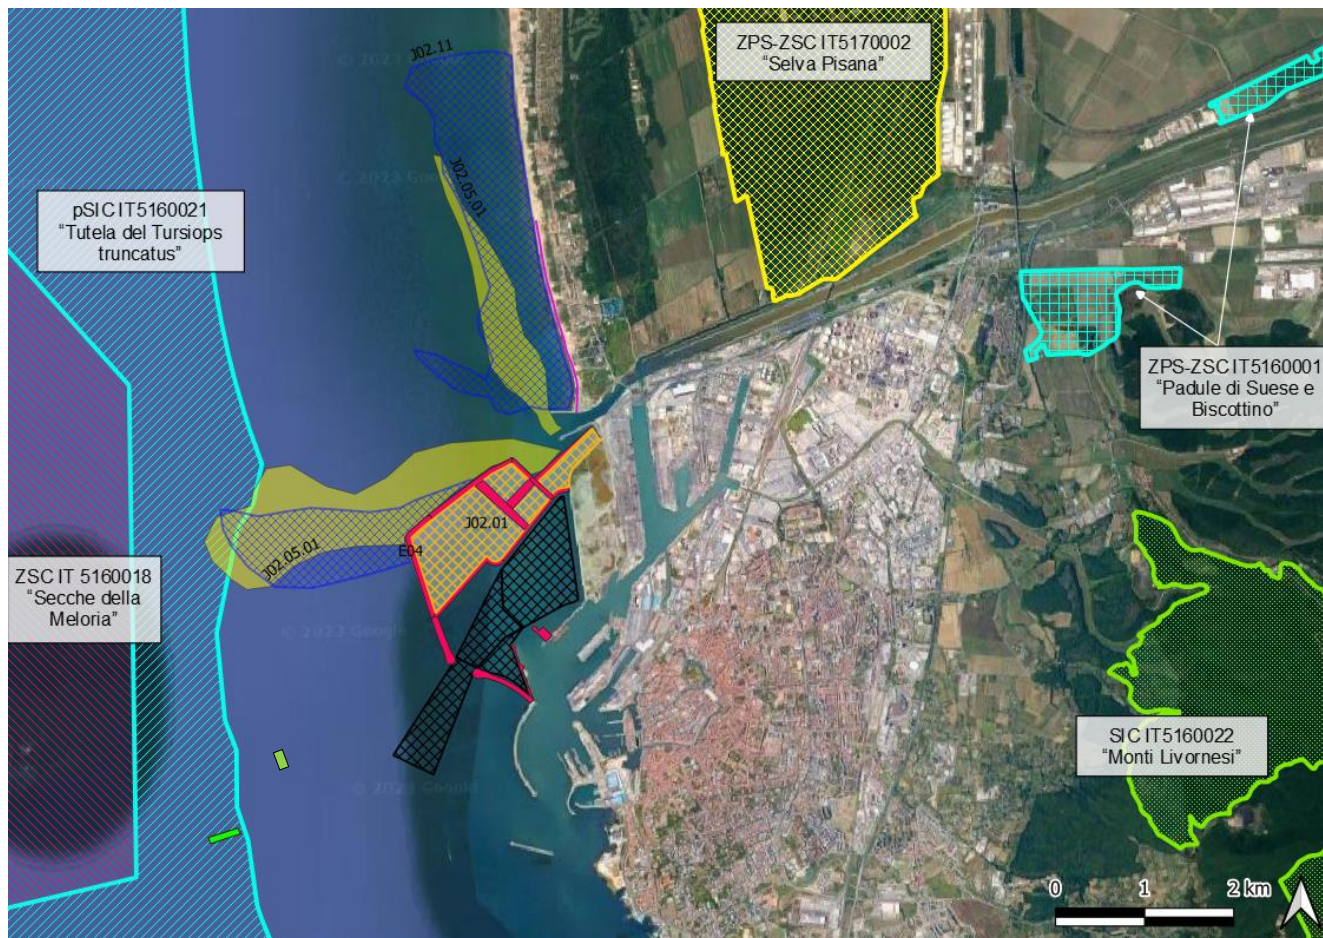 J02.11
ZPS-ZSC IT5170002
“Selva Pisana”
© 2023 Google
J02.05.01
pSIC IT5160021
“Tutela del Tursiops
truncatus”
ZPS-ZSC IT5160001
“Padule di Suese e
Biscottino”
J02.01
E04
J02.05.01
ZSC IT 5160018
“Secche della
Meloria”
© 2023 Google
SIC IT5160022
“Monti Livornesi”
© 2023 Google
0 1 2 km